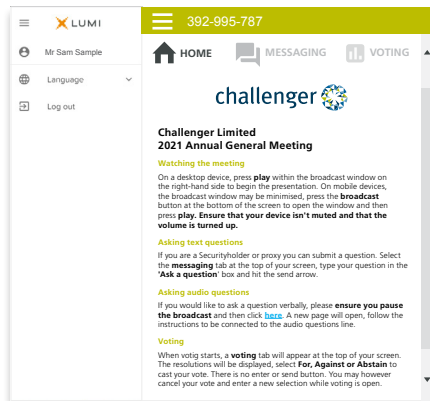 LUMI
392-995-787
Mr Sam Sample
HOME
MESSAGING
VOTING
Language
Log out
challenger
Challenger Limited
2021 Annual General Meeting
Watching the meeting
On a desktop device, press play within the broadcast window on
the right-hand side to begin the presentation. On mobile devices,
the broadcast window may be minimised, press the broadcast
button at the bottom of the screen to open the window and then
press play. Ensure that your device isn't muted and that the
volume is turned up.
Asking text questions
If you are a Securityholder or proxy you can submit a question. Select
the messaging tab at the top of your screen, type your question in the
'Ask a question' box and hit the send arrow.
Asking audio questions
If you would like to ask a question verbally, please ensure you pause
the broadcast and then click here. A new page will open, follow the
instructions to be connected to the audio questions line.
Voting
When votig starts, a voting tab will appear at the top of your screen.
The resolutions will be displayed, select For, Against or Abstain to
cast your vote. There is no enter or send button. You may however
cancel your vote and enter a new selection while voting is open.